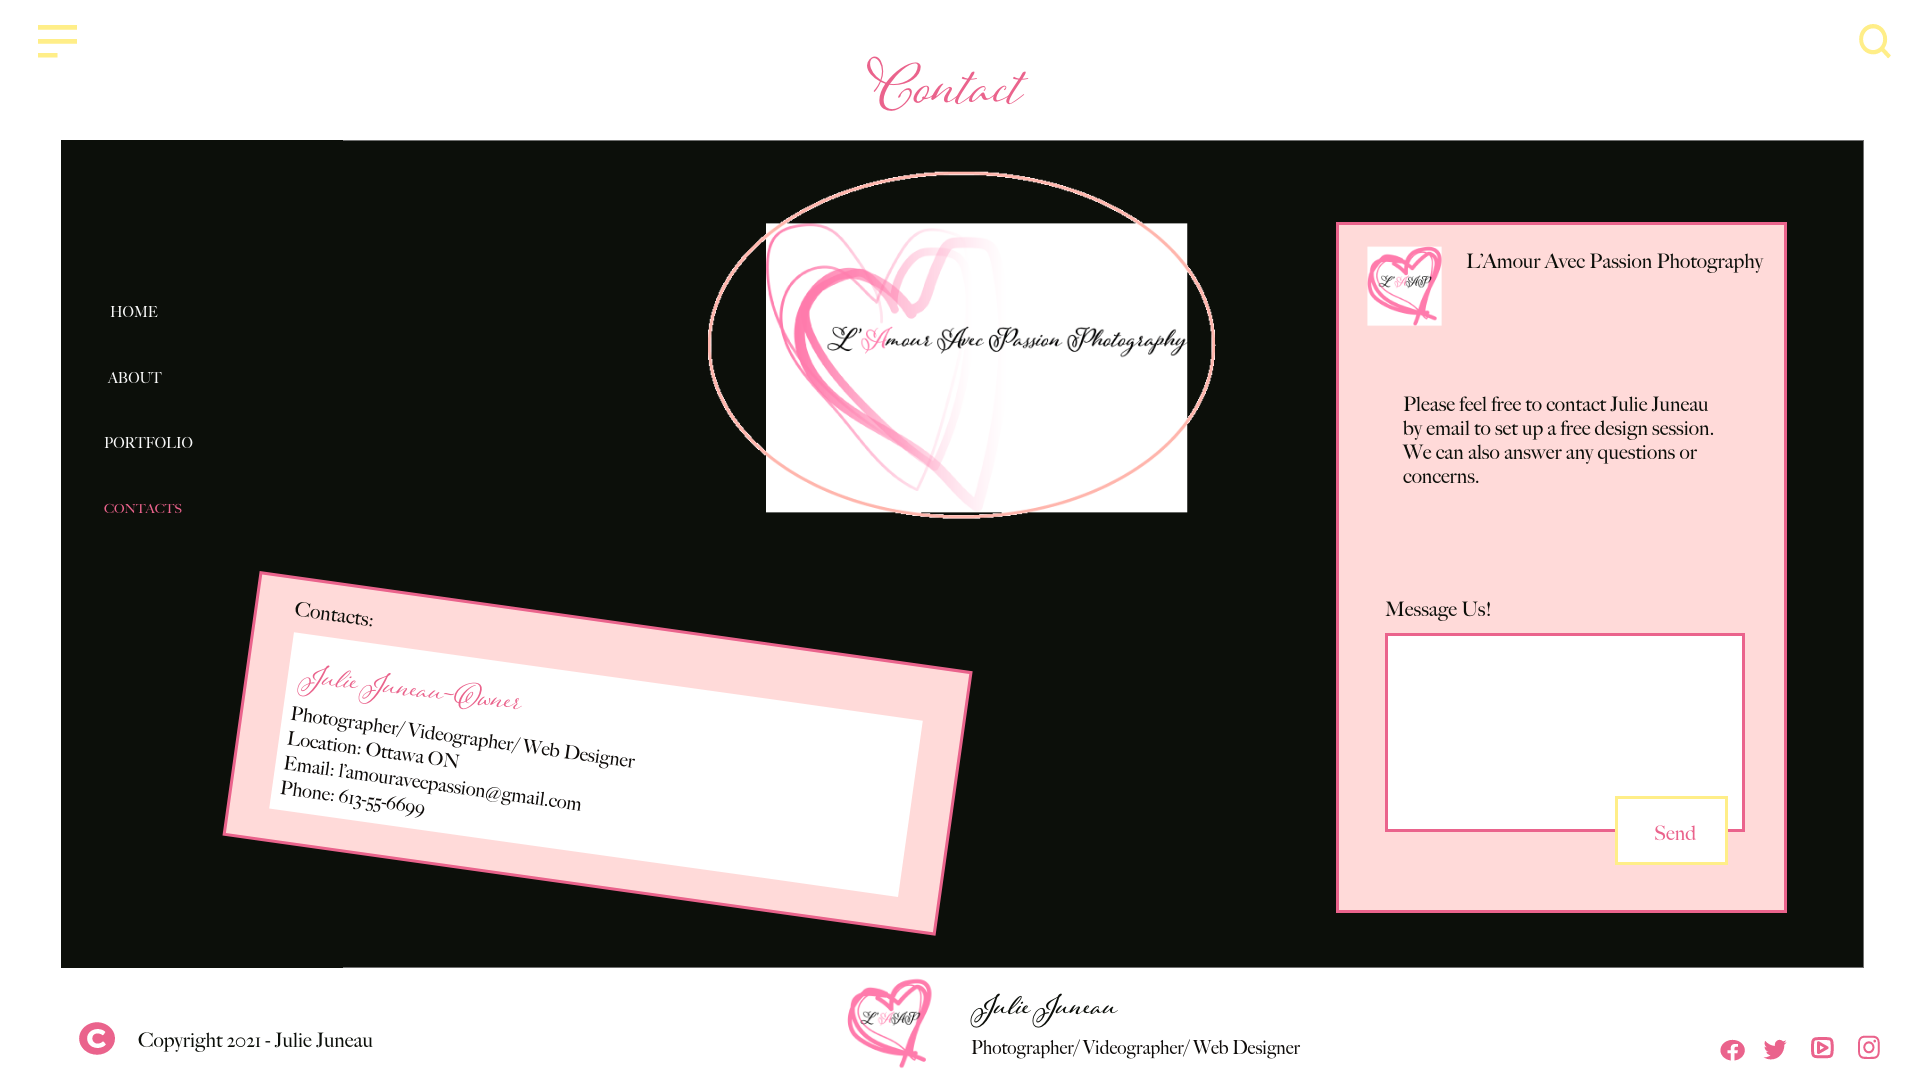 Contact
HOME
ABOUT
PORTFOLIO
CONTACTS
L' Amour Avec Passion Photography
L'AAP
L'Amour Avec Passion Photography
Please feel free to contact Julie Juneau
by email to set up a free design session.
We can also answer any questions or
concerns.
Message Us!
Send
Contacts:
Julie Juneau-Owner
Photographer/ Videographer/ Web Designer
Location: Ottawa ON
Email: l'amouravecpassion@gmail.com
Phone: 613-55-6699
C Copyright 2021 - Julie Juneau
L'AAP
Julie Juneau
Photographer/ Videographer/ Web Designer